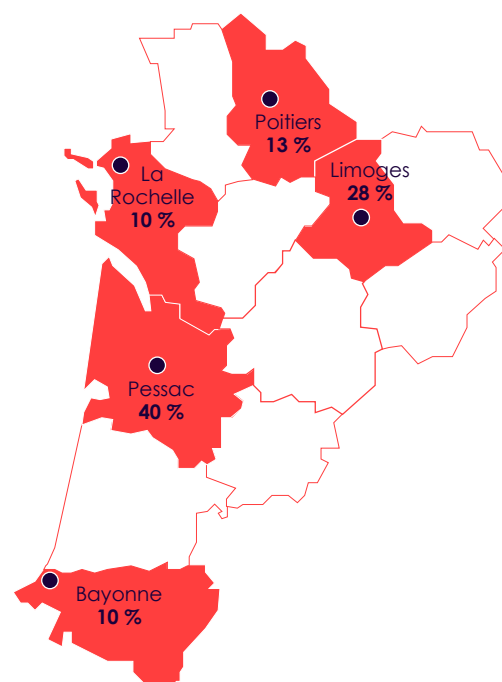 Poitiers
13 %
Limoges
28 %
La
Rochelle
10 %
Pessac
40 %
Bayonne
10 %